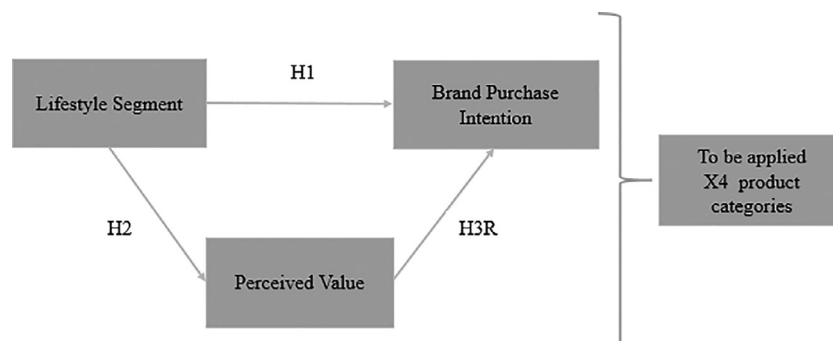 H1
Lifestyle Segment
Brand Purchase
Intention
To be applied
X4 product
categories
H2
H3R
Perceived Value